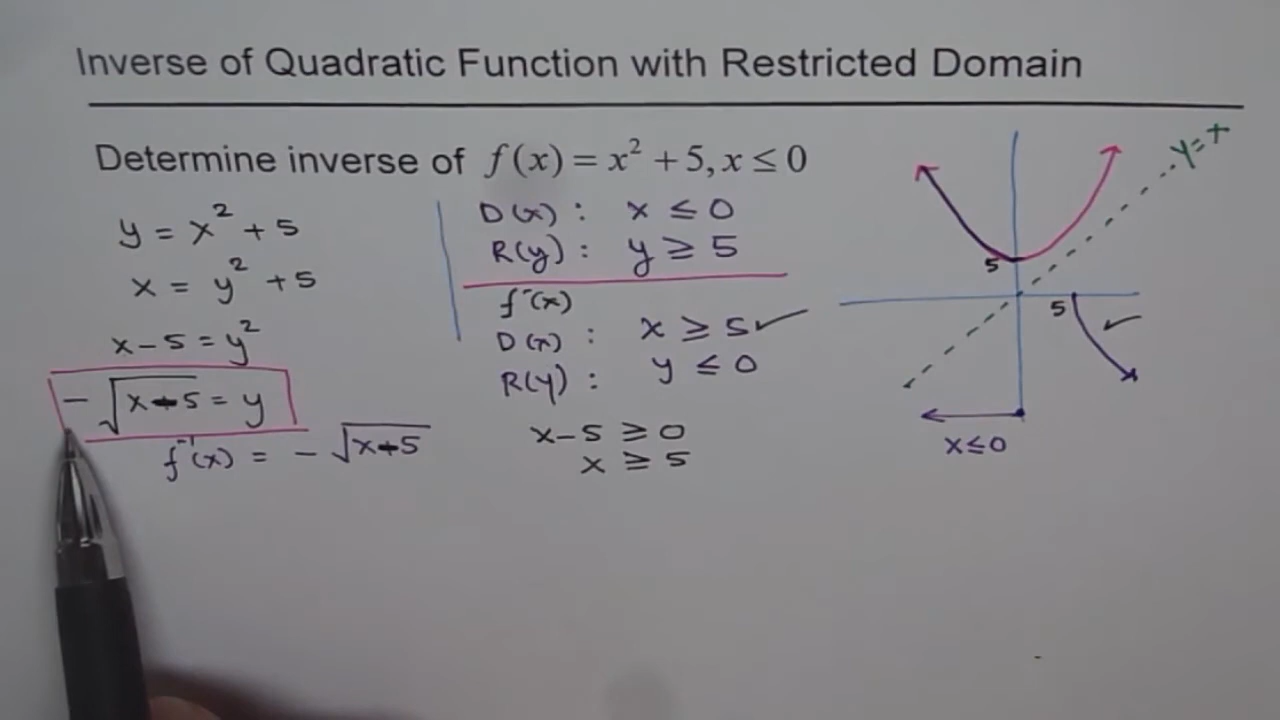 Inverse of Quadratic Function with Restricted Domain
Determine inverse of f(x) = x² + 5, x ≤ 0
y = x² + 5
x = y² + 5
x - 5 = y²
- √(x - 5) = y
f⁻¹(x) = - √(x - 5)
D(x) : x ≤ 0
R(y) : y ≥ 5
f⁻¹(x)
D(x) : x ≥ 5 ✓
R(y) : y ≤ 0
x - 5 ≥ 0
x ≥ 5
y = x
5
5 ✓
x ≤ 0